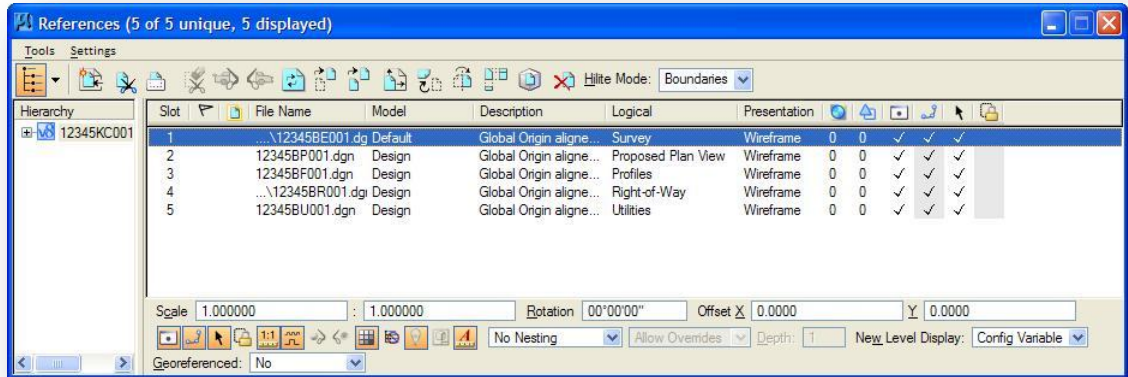 References (5 of 5 unique, 5 displayed)
Tools Settings
Hilite Mode: Boundaries
Hierarchy Slot File Name Model Description Logical Presentation
12345KC001
1 ....\12345BE001.dg Default Global Origin aligne... Survey Wireframe 0 0
2 12345BP001.dgn Design Global Origin aligne... Proposed Plan View Wireframe 0 0
3 12345BF001.dgn Design Global Origin aligne... Profiles Wireframe 0 0
4 ...\12345BR001.dgn Design Global Origin aligne... Right-of-Way Wireframe 0 0
5 12345BU001.dgn Design Global Origin aligne... Utilities Wireframe 0 0
Scale 1.000000 : 1.000000 Rotation 00°00'00" Offset X 0.0000 Y 0.0000
1:1 A No Nesting Allow Overrides Depth: 1 New Level Display: Config Variable
Georeferenced: No